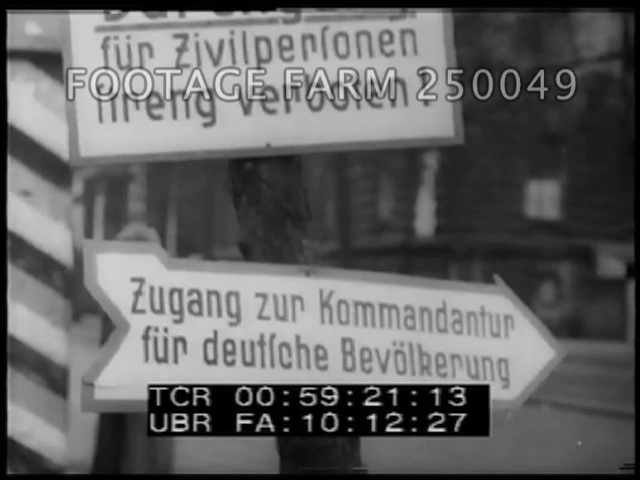 für Zivilperſonen
FOOTAGE FARM 250049
ſtreng verboten!
Zugang zur Kommandantur
für deutſche Bevölkerung
TCR 00:59:21:13
UBR FA:10:12:27